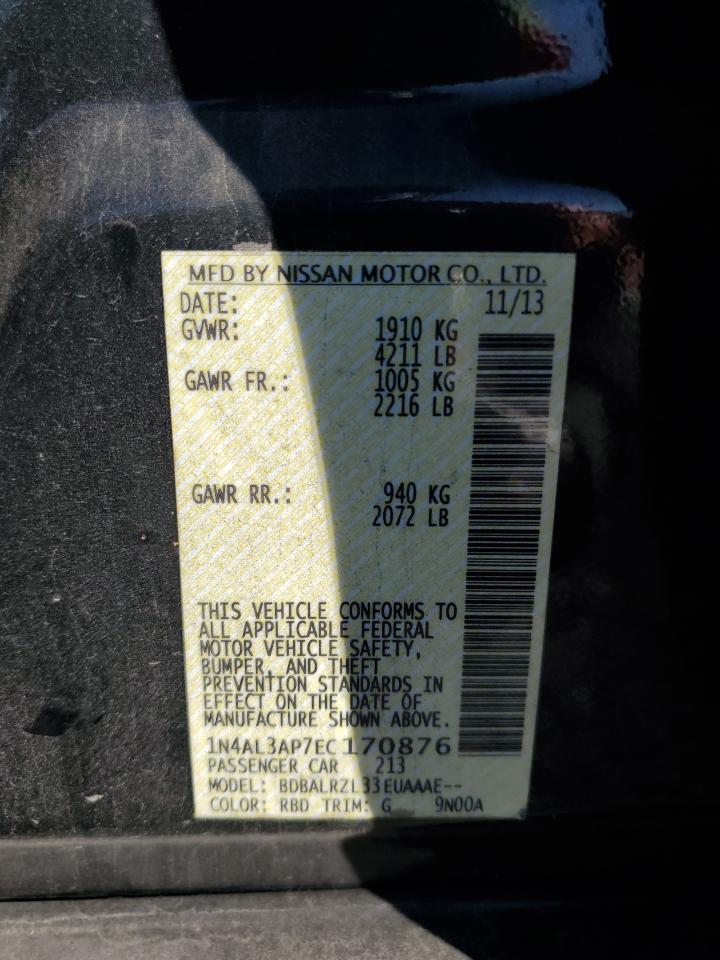 MFD BY NISSAN MOTOR CO., LTD.
DATE: 11/13
GVWR: 1910 KG
4211 LB
GAWR FR.: 1005 KG
2216 LB
GAWR RR.: 940 KG
2072 LB
THIS VEHICLE CONFORMS TO
ALL APPLICABLE FEDERAL
MOTOR VEHICLE SAFETY,
BUMPER, AND THEFT
PREVENTION STANDARDS IN
EFFECT ON THE DATE OF
MANUFACTURE SHOWN ABOVE.
1N4AL3AP7EC170876
PASSENGER CAR 213
MODEL: BDBALRZL33EUAAAE--
COLOR: RBD TRIM: G 9N00A